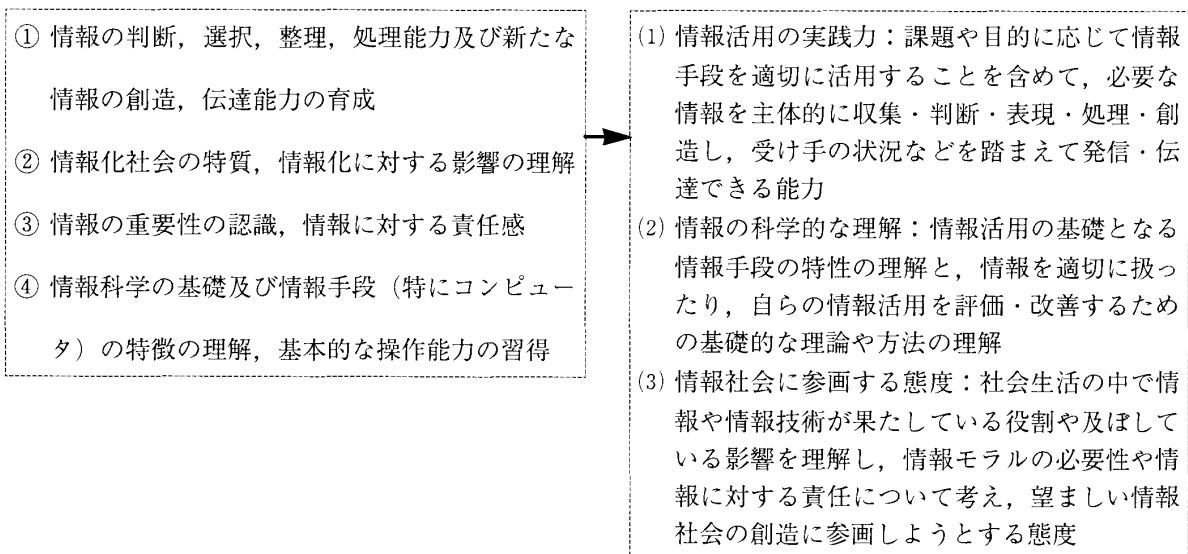 ① 情報の判断，選択，整理，処理能力及び新たな
情報の創造，伝達能力の育成
② 情報化社会の特質，情報化に対する影響の理解
③ 情報の重要性の認識，情報に対する責任感
④ 情報科学の基礎及び情報手段（特にコンピュー
タ）の特徴の理解，基本的な操作能力の習得
(1) 情報活用の実践力：課題や目的に応じて情報
手段を適切に活用することを含めて，必要な
情報を主体的に収集・判断・表現・処理・創
造し，受け手の状況などを踏まえて発信・伝
達できる能力
(2) 情報の科学的な理解：情報活用の基礎となる
情報手段の特性の理解と，情報を適切に扱っ
たり，自らの情報活用を評価・改善するため
の基礎的な理論や方法の理解
(3) 情報社会に参画する態度：社会生活の中で情
報や情報技術が果たしている役割や及ぼして
いる影響を理解し，情報モラルの必要性や情
報に対する責任について考え，望ましい情報
社会の創造に参画しようとする態度